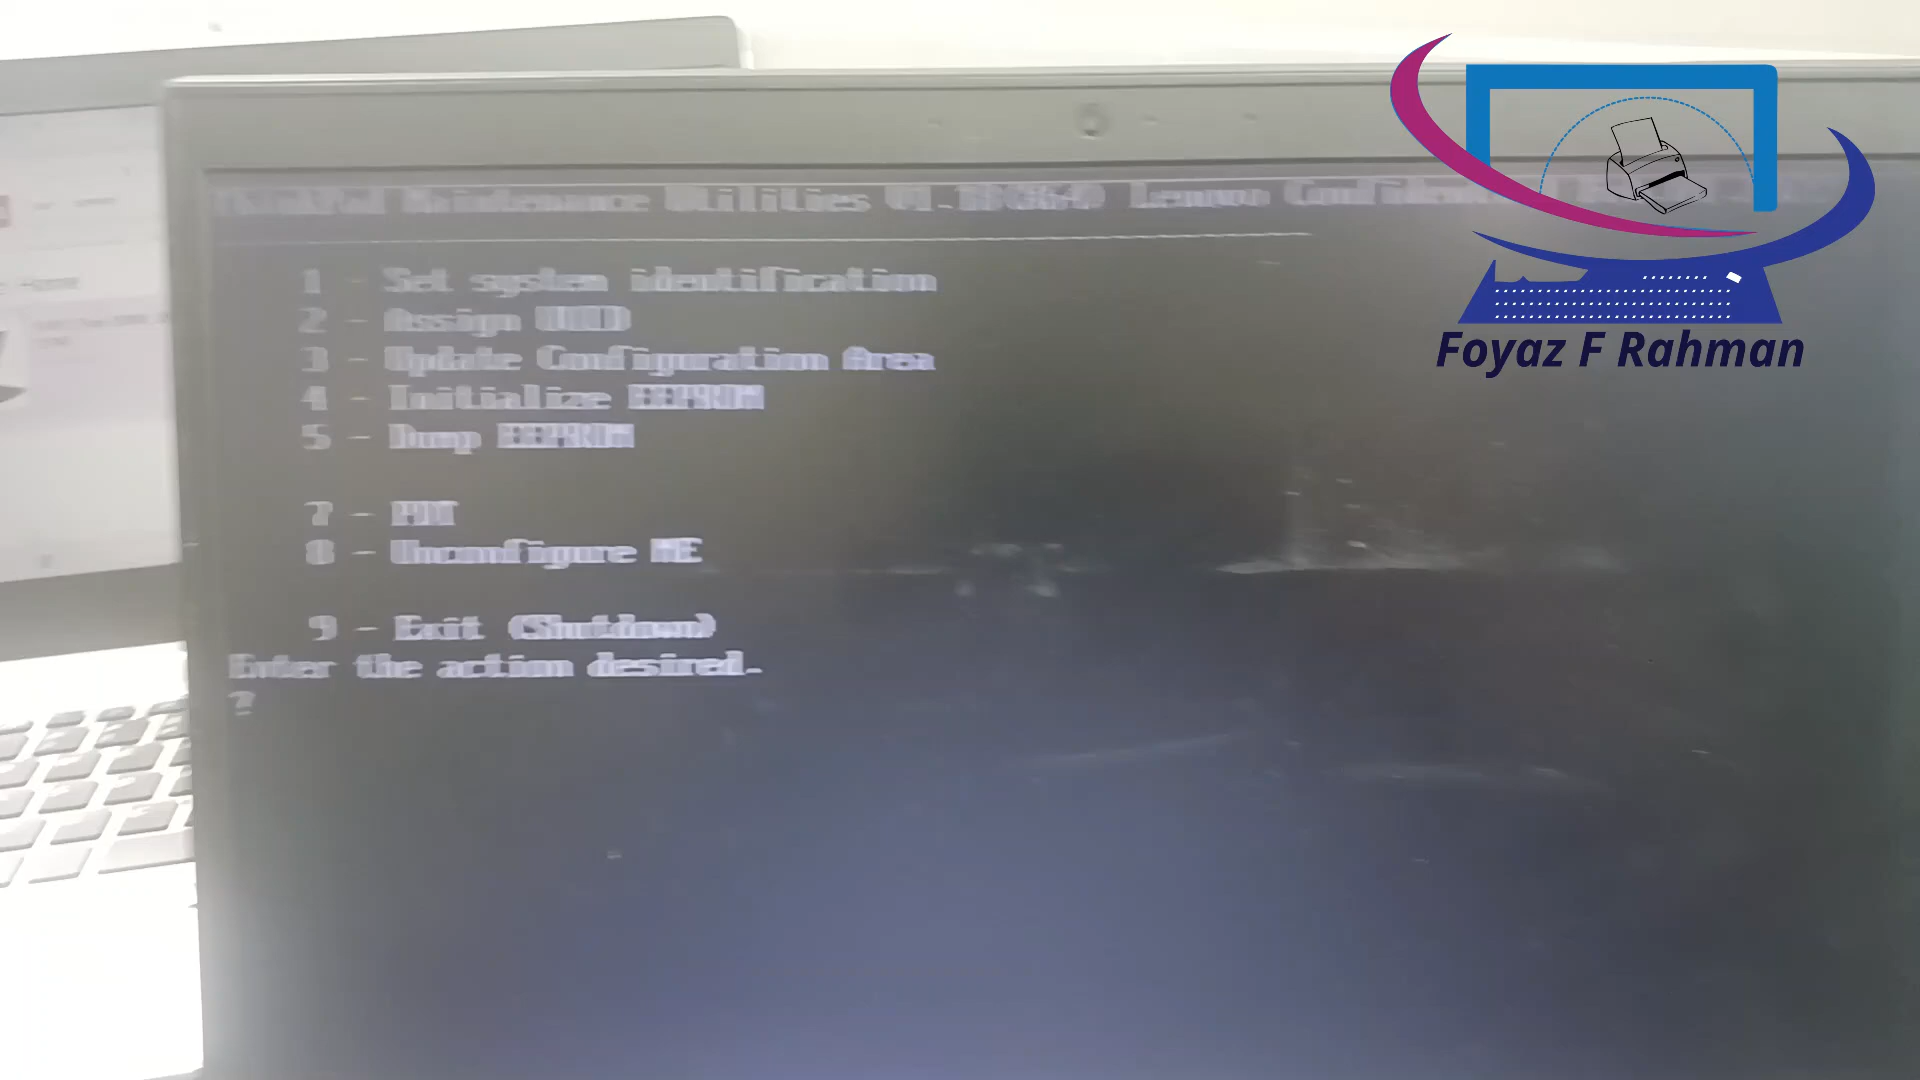 Maintenance Utilities Lenovo
1 - Set system identification
2 - Assign UUID
3 - Update Configuration Area
4 - Initialize EEPROM
5 - Dump EEPROM
7 -
8 - Unconfigure ME
9 - Exit (Shutdown)
Enter the action desired.
?
Foyaz F Rahman